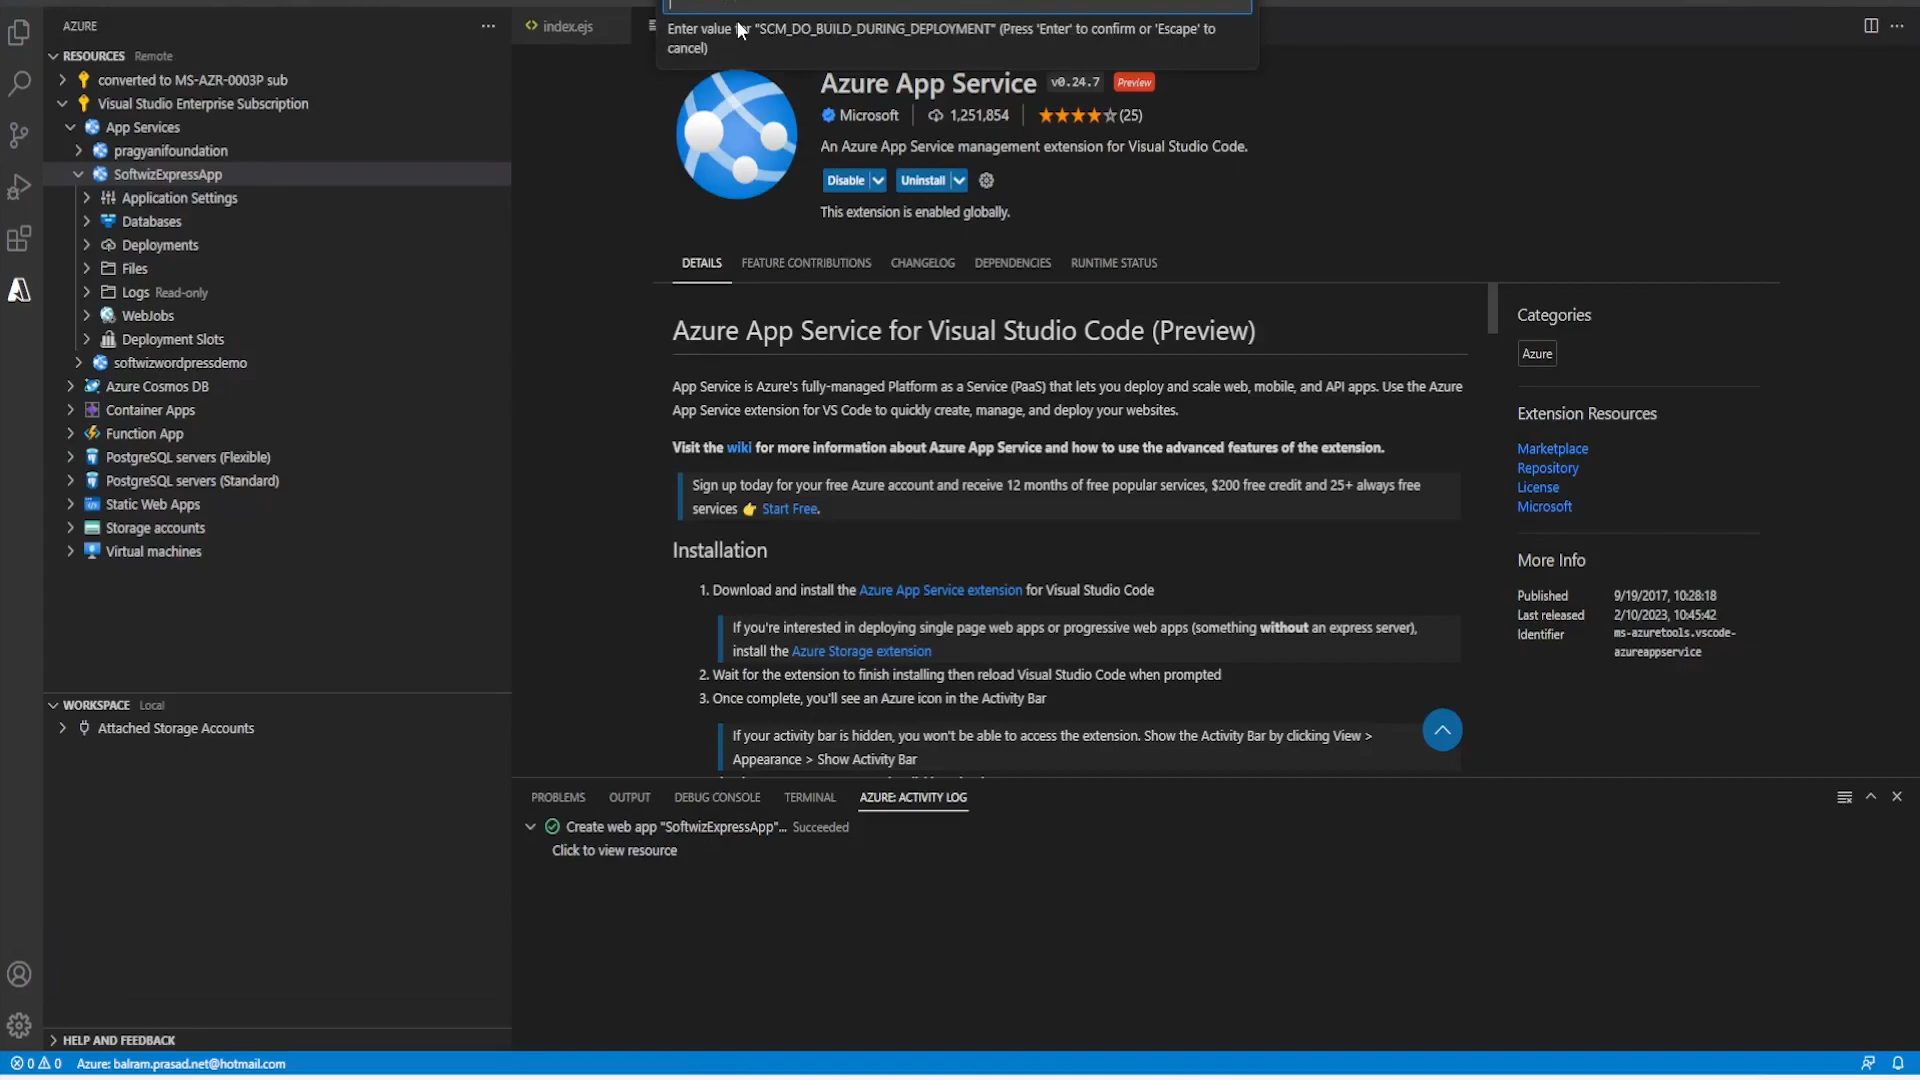 AZURE
RESOURCES Remote
converted to MS-AZR-0003P sub
Visual Studio Enterprise Subscription
App Services
pragyanifoundation
SoftwizExpressApp
Application Settings
Databases
Deployments
Files
Logs Read-only
WebJobs
Deployment Slots
softwizwordpressdemo
Azure Cosmos DB
Container Apps
Function App
PostgreSQL servers (Flexible)
PostgreSQL servers (Standard)
Static Web Apps
Storage accounts
Virtual machines
WORKSPACE Local
Attached Storage Accounts
HELP AND FEEDBACK
index.ejs
Enter value for "SCM_DO_BUILD_DURING_DEPLOYMENT" (Press 'Enter' to confirm or 'Escape' to
cancel)
Azure App Service v0.24.7 Preview
Microsoft 1,251,854 (25)
An Azure App Service management extension for Visual Studio Code.
Disable Uninstall
This extension is enabled globally.
DETAILS FEATURE CONTRIBUTIONS CHANGELOG DEPENDENCIES RUNTIME STATUS
Azure App Service for Visual Studio Code (Preview)
App Service is Azure's fully-managed Platform as a Service (PaaS) that lets you deploy and scale web, mobile, and API apps. Use the Azure
App Service extension for VS Code to quickly create, manage, and deploy your websites.
Visit the wiki for more information about Azure App Service and how to use the advanced features of the extension.
Sign up today for your free Azure account and receive 12 months of free popular services, $200 free credit and 25+ always free
services 👉 Start Free.
Installation
1. Download and install the Azure App Service extension for Visual Studio Code
If you're interested in deploying single page web apps or progressive web apps (something without an express server),
install the Azure Storage extension
2. Wait for the extension to finish installing then reload Visual Studio Code when prompted
3. Once complete, you'll see an Azure icon in the Activity Bar
If your activity bar is hidden, you won't be able to access the extension. Show the Activity Bar by clicking View >
Appearance > Show Activity Bar
Categories
Azure
Extension Resources
Marketplace
Repository
License
Microsoft
More Info
Published 9/19/2017, 10:28:18
Last released 2/10/2023, 10:45:42
Identifier ms-azuretools.vscode-
azureappservice
PROBLEMS OUTPUT DEBUG CONSOLE TERMINAL AZURE: ACTIVITY LOG
Create web app "SoftwizExpressApp"... Succeeded
Click to view resource
0 0 Azure: balram.prasad.net@hotmail.com